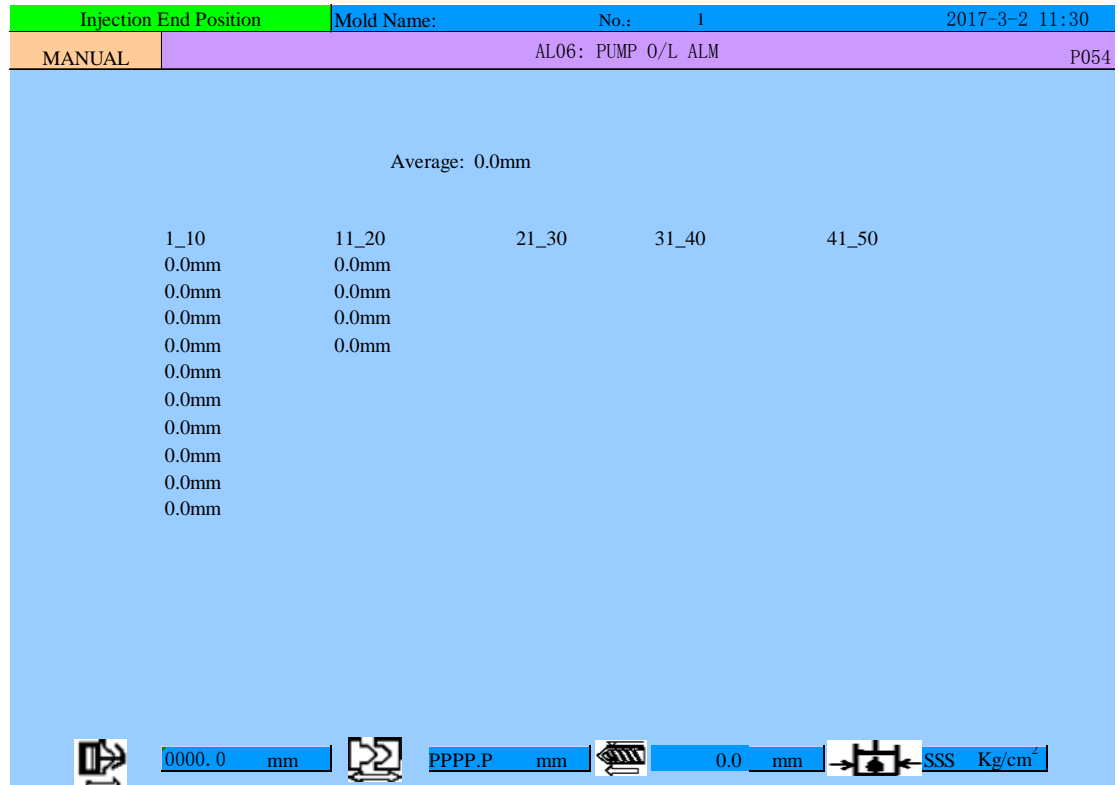 Injection End Position Mold Name: No.: 1 2017-3-2 11:30
MANUAL AL06: PUMP O/L ALM P054
Average: 0.0mm
1_10 11_20 21_30 31_40 41_50
0.0mm 0.0mm
0.0mm 0.0mm
0.0mm 0.0mm
0.0mm 0.0mm
0.0mm
0.0mm
0.0mm
0.0mm
0.0mm
0.0mm
0000.0 mm PPPP.P mm 0.0 mm SSS Kg/cm²